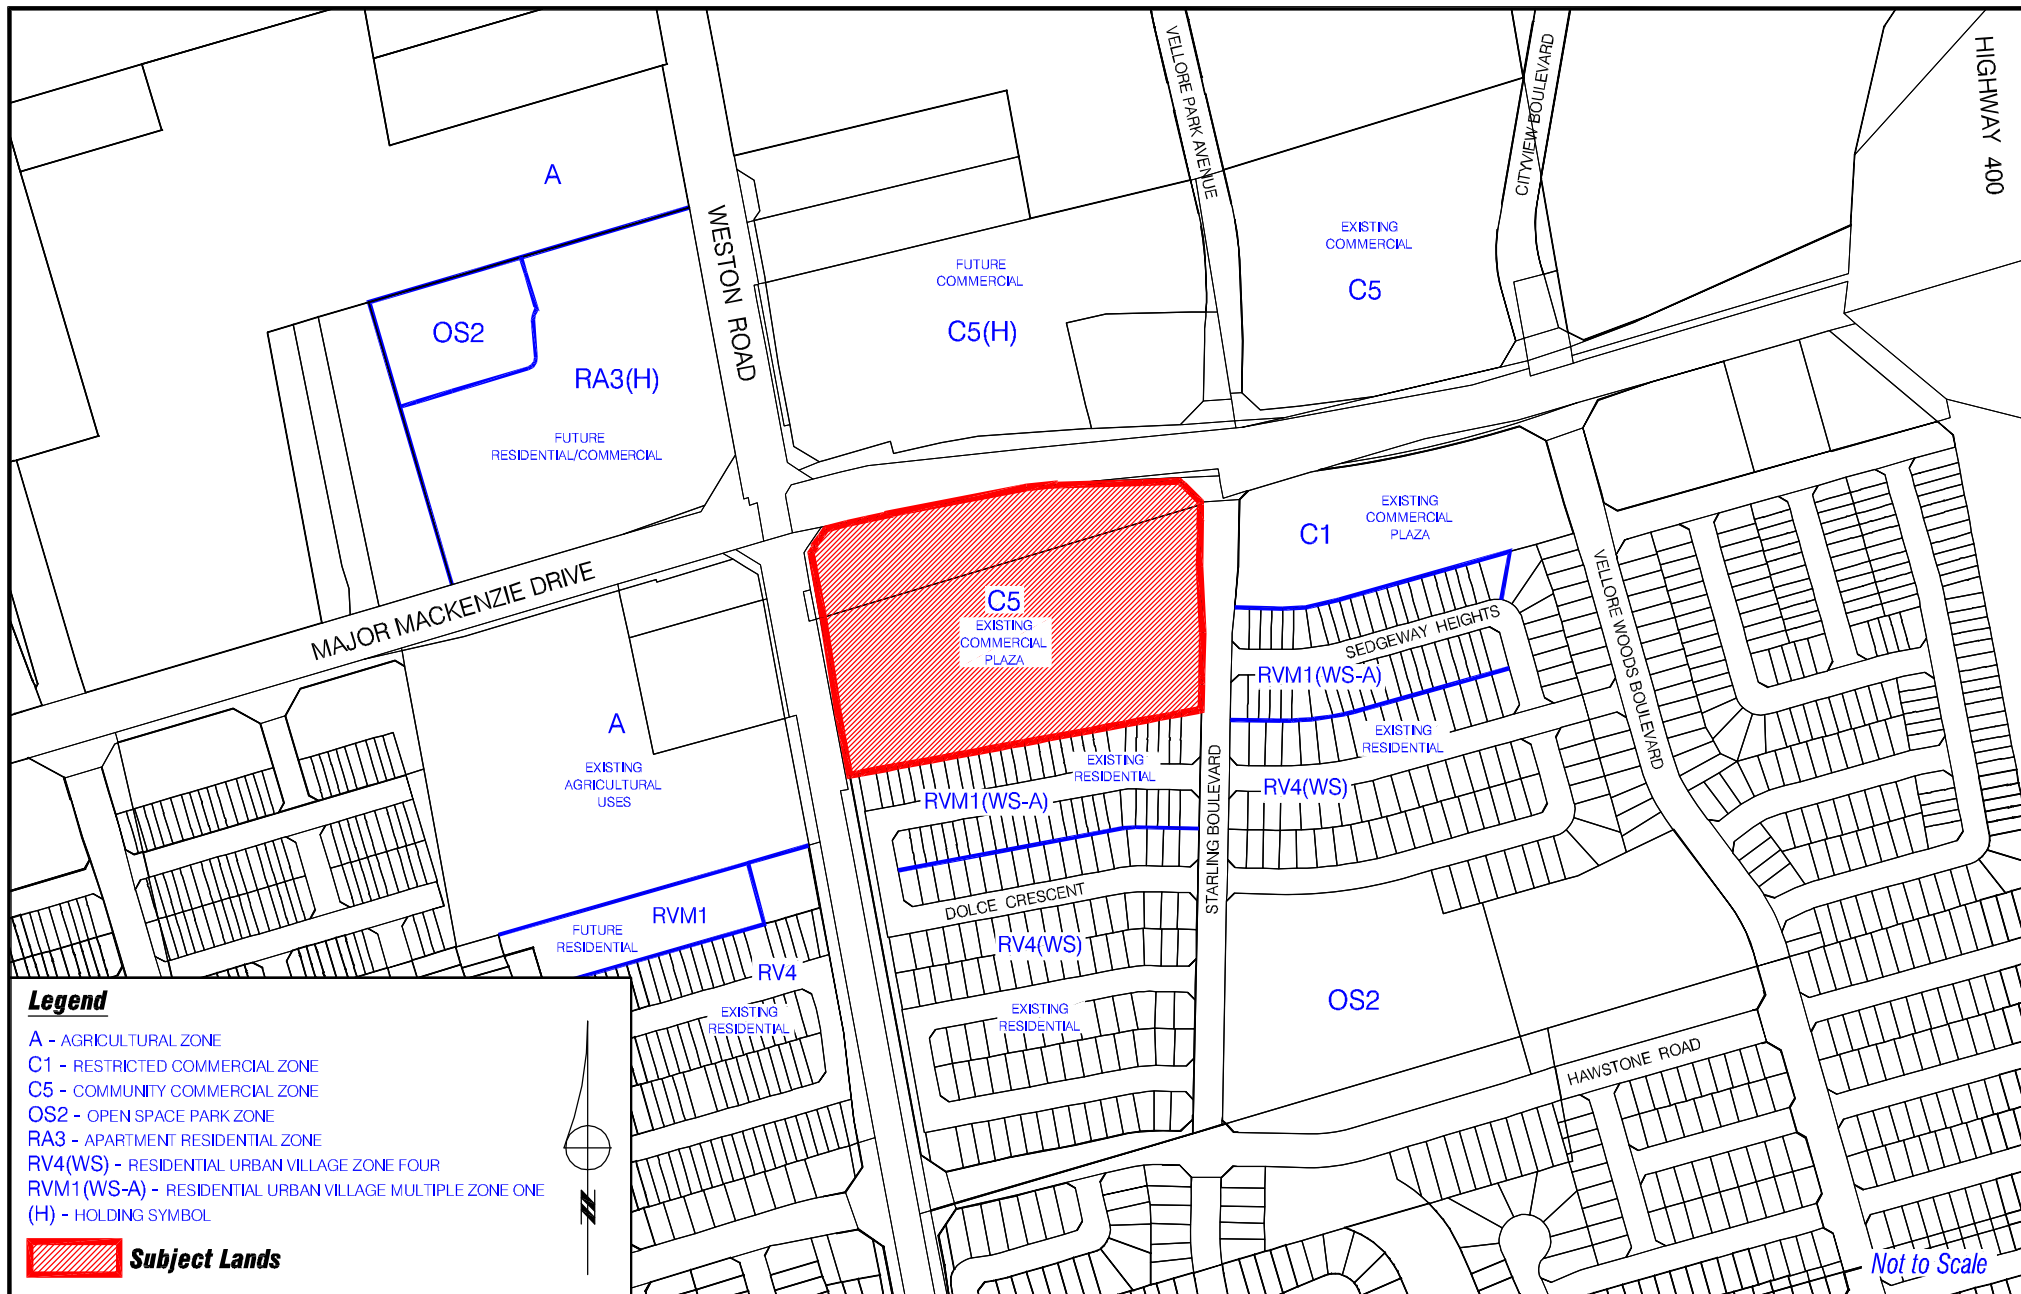 HIGHWAY 400
VELLORE PARK AVENUE
CITYVIEW BOULEVARD
A
WESTON ROAD
EXISTING
COMMERCIAL
C5
FUTURE
COMMERCIAL
C5(H)
OS2
RA3(H)
FUTURE
RESIDENTIAL/COMMERCIAL
EXISTING
COMMERCIAL
PLAZA
C1
MAJOR MACKENZIE DRIVE
C5
EXISTING
COMMERCIAL
PLAZA
SEDGEWAY HEIGHTS
VELLORE WOODS BOULEVARD
RVM1(WS-A)
A
EXISTING
AGRICULTURAL
USES
EXISTING
RESIDENTIAL
EXISTING
RESIDENTIAL
RVM1(WS-A)
RV4(WS)
STARLING BOULEVARD
DOLCE CRESCENT
RVM1
FUTURE
RESIDENTIAL
RV4(WS)
RV4
EXISTING
RESIDENTIAL
EXISTING
RESIDENTIAL
OS2
HAWSTONE ROAD
Legend
A - AGRICULTURAL ZONE
C1 - RESTRICTED COMMERCIAL ZONE
C5 - COMMUNITY COMMERCIAL ZONE
OS2 - OPEN SPACE PARK ZONE
RA3 - APARTMENT RESIDENTIAL ZONE
RV4(WS) - RESIDENTIAL URBAN VILLAGE ZONE FOUR
RVM1(WS-A) - RESIDENTIAL URBAN VILLAGE MULTIPLE ZONE ONE
(H) - HOLDING SYMBOL
N
Subject Lands
Not to Scale